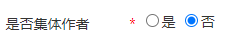 是否集体作者 * 是 否